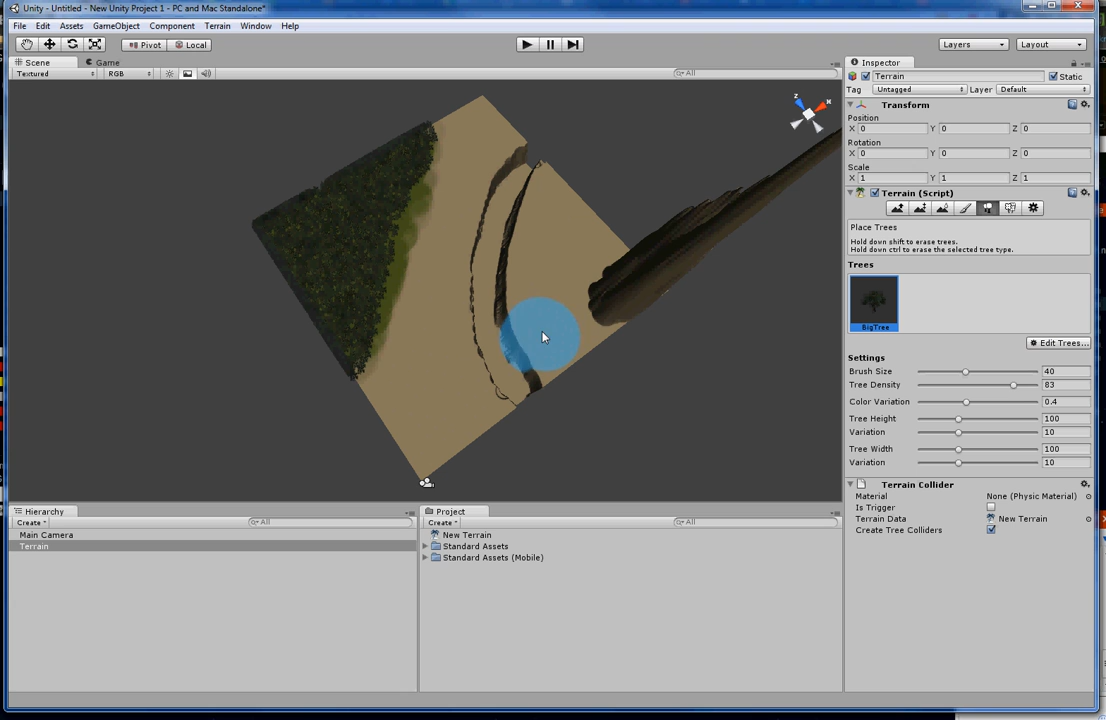 Unity - Untitled - New Unity Project 1 - PC and Mac Standalone*
File Edit Assets GameObject Component Terrain Window Help
Pivot Local Layers Layout
Scene Game
Textured RGB All
Inspector
Terrain Static
Tag Untagged Layer Default
Transform
Position
X 0 Y 0 Z 0
Rotation
X 0 Y 0 Z 0
Scale
X 1 Y 1 Z 1
Terrain (Script)
Place Trees
Hold down shift to erase trees.
Hold down ctrl to erase the selected tree type.
Trees
BigTree
Edit Trees...
Settings
Brush Size 40
Tree Density 83
Color Variation 0.4
Tree Height 100
Variation 10
Tree Width 100
Variation 10
Terrain Collider
Material None (Physic Material)
Is Trigger
Terrain Data New Terrain
Create Tree Colliders
z x
Hierarchy
Create All
Main Camera
Terrain
Project
Create All
New Terrain
Standard Assets
Standard Assets (Mobile)